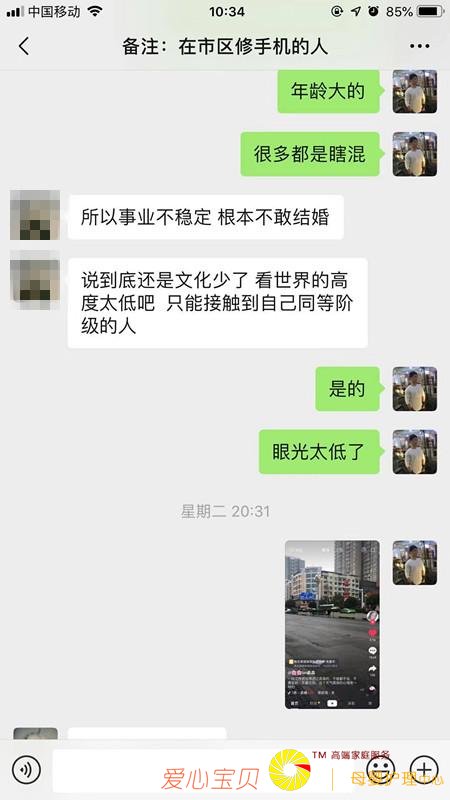 中国移动
10:34
85%
备注：在市区修手机的人
年龄大的
很多都是瞎混
所以事业不稳定 根本不敢结婚
说到底还是文化少了 看世界的高
度太低吧  只能接触到自己同等阶
级的人
是的
眼光太低了
星期二 20:31
爱心宝贝
TM 高端家庭服务
母婴护理中心